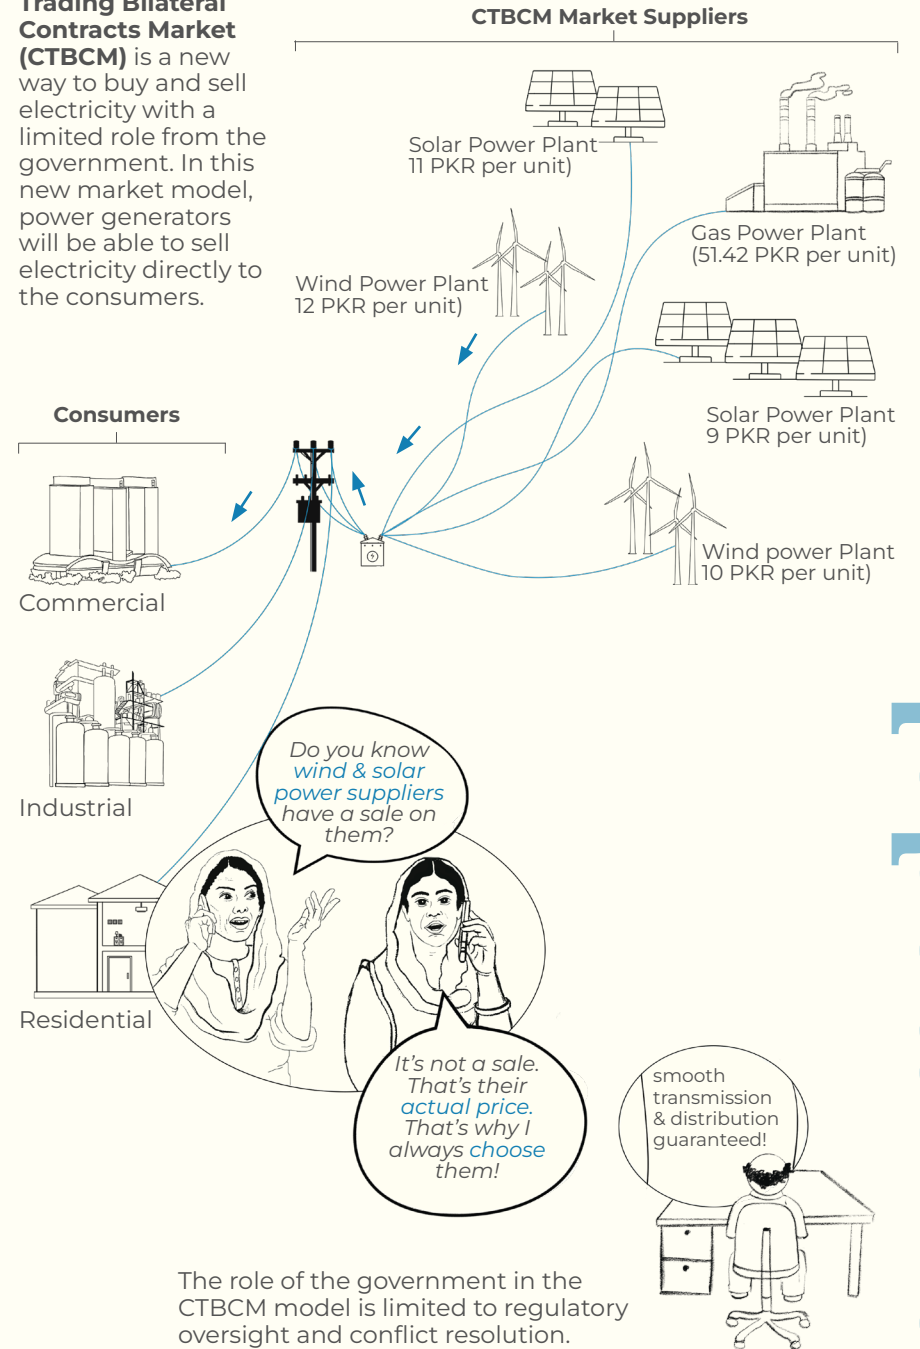 Trading Bilateral
Contracts Market
(CTBCM) is a new
way to buy and sell
electricity with a
limited role from the
government. In this
new market model,
power generators
will be able to sell
electricity directly to
the consumers.
CTBCM Market Suppliers
Solar Power Plant
11 PKR per unit)
Gas Power Plant
(51.42 PKR per unit)
Wind Power Plant
12 PKR per unit)
Solar Power Plant
9 PKR per unit)
Wind power Plant
10 PKR per unit)
Consumers
Commercial
Industrial
Residential
Do you know
wind & solar
power suppliers
have a sale on
them?
It's not a sale.
That's their
actual price.
That's why I
always choose
them!
smooth
transmission
& distribution
guaranteed!
The role of the government in the
CTBCM model is limited to regulatory
oversight and conflict resolution.